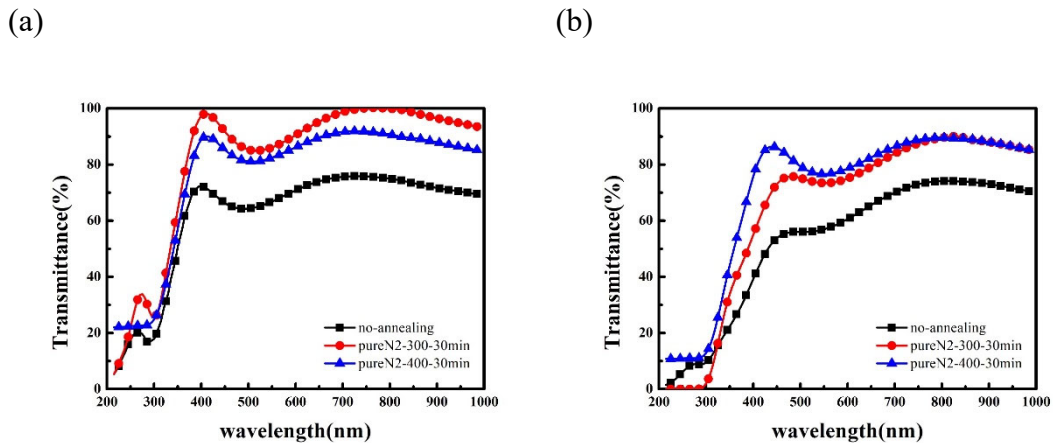 (a)
(b)
100
80
60
40
20
0
Transmittance(%)
no-annealing
pureN2-300-30min
pureN2-400-30min
200 300 400 500 600 700 800 900 1000
wavelength(nm)
100
80
60
40
20
0
Transmittance(%)
no-annealing
pureN2-300-30min
pureN2-400-30min
200 300 400 500 600 700 800 900 1000
wavelength(nm)